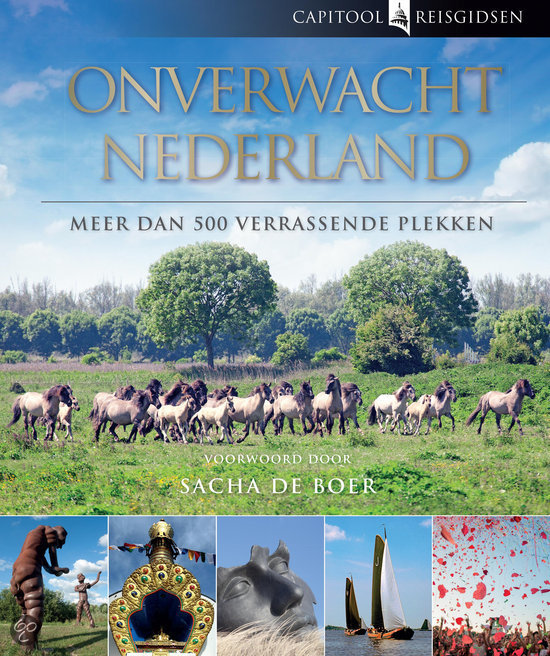 CAPITOOL REISGIDSEN
ONVERWACHT
NEDERLAND
MEER DAN 500 VERRASSENDE PLEKKEN
VOORWOORD DOOR
SACHA DE BOER